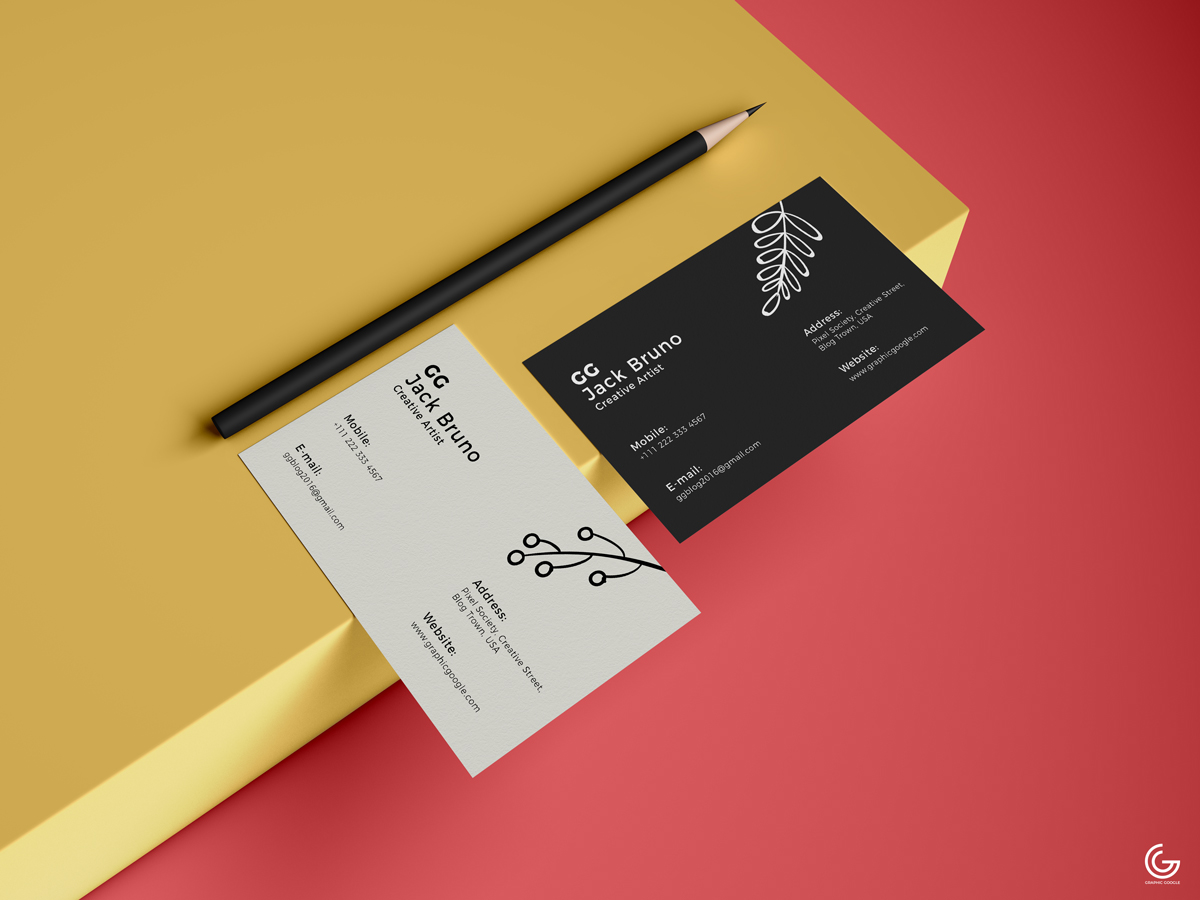 GG
Jack Bruno
Creative Artist
Mobile:
+111 222 333 4567
E-mail:
ggblog2016@gmail.com
Address:
Pixel Society, Creative Street,
Blog Trown, USA
Website:
www.graphicgoogle.com
GG
Jack Bruno
Creative Artist
Mobile:
+111 222 333 4567
E-mail:
ggblog2016@gmail.com
Address:
Pixel Society, Creative Street,
Blog Trown, USA
Website:
www.graphicgoogle.com
GRAPHIC GOOGLE